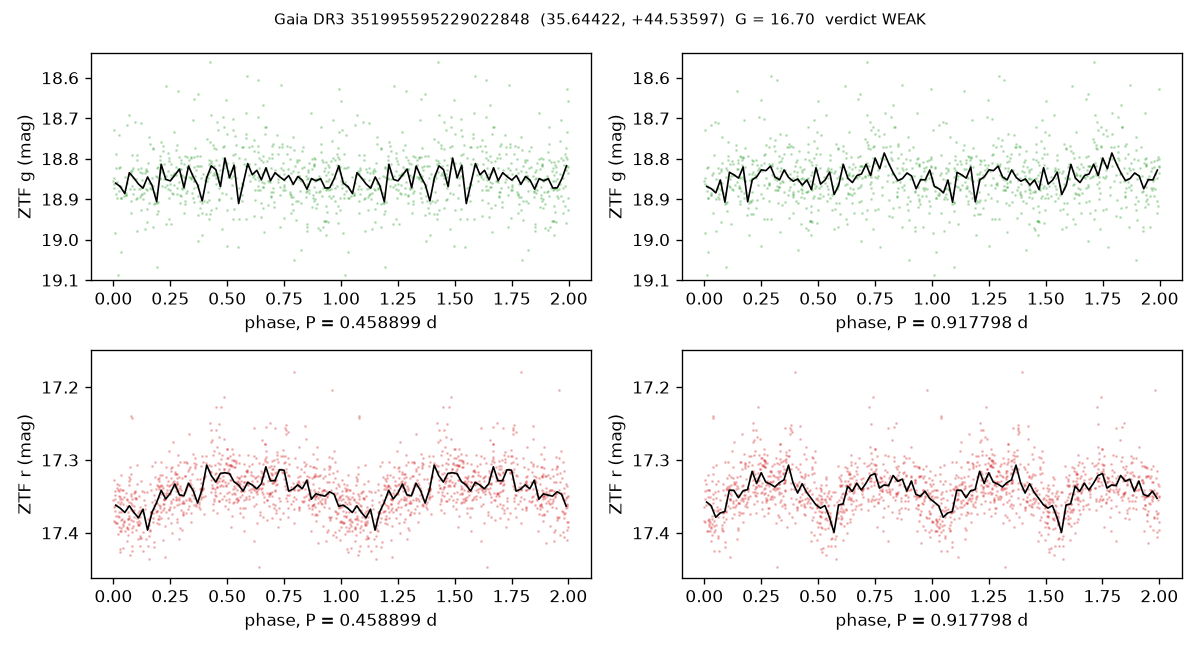 Gaia DR3 351995595229022848 (35.64422, +44.53597) G = 16.70 verdict WEAK
ZTF g (mag)
18.6
18.7
18.8
18.9
19.0
19.1
0.00 0.25 0.50 0.75 1.00 1.25 1.50 1.75 2.00
phase, P = 0.458899 d
ZTF g (mag)
18.6
18.7
18.8
18.9
19.0
19.1
0.00 0.25 0.50 0.75 1.00 1.25 1.50 1.75 2.00
phase, P = 0.917798 d
ZTF r (mag)
17.2
17.3
17.4
0.00 0.25 0.50 0.75 1.00 1.25 1.50 1.75 2.00
phase, P = 0.458899 d
ZTF r (mag)
17.2
17.3
17.4
0.00 0.25 0.50 0.75 1.00 1.25 1.50 1.75 2.00
phase, P = 0.917798 d